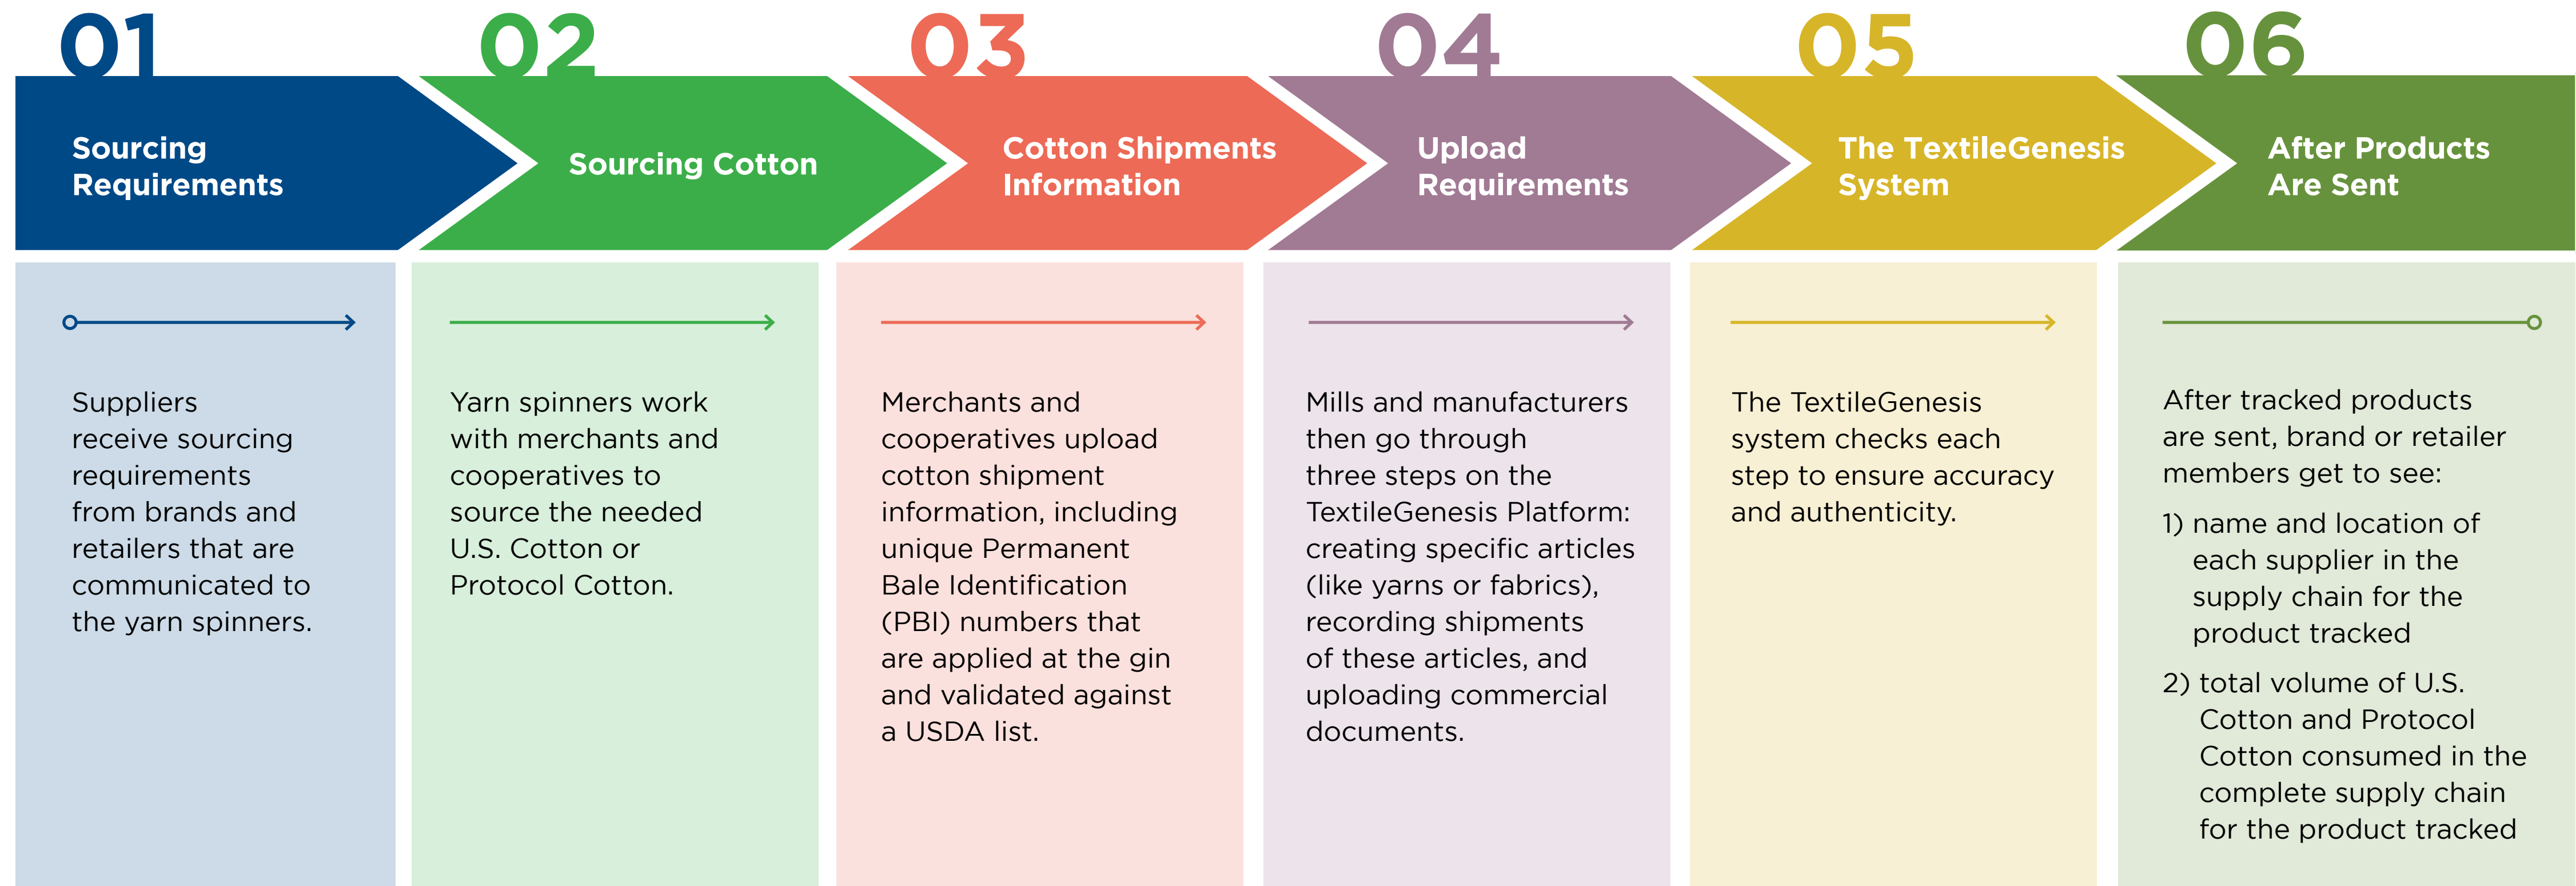 01
Sourcing
Requirements
Suppliers
receive sourcing
requirements
from brands and
retailers that are
communicated to
the yarn spinners.
02
Sourcing Cotton
Yarn spinners work
with merchants and
cooperatives to
source the needed
U.S. Cotton or
Protocol Cotton.
03
Cotton Shipments
Information
Merchants and
cooperatives upload
cotton shipment
information, including
unique Permanent
Bale Identification
(PBI) numbers that
are applied at the gin
and validated against
a USDA list.
04
Upload
Requirements
Mills and manufacturers
then go through
three steps on the
TextileGenesis Platform:
creating specific articles
(like yarns or fabrics),
recording shipments
of these articles, and
uploading commercial
documents.
05
The TextileGenesis
System
The TextileGenesis
system checks each
step to ensure accuracy
and authenticity.
06
After Products
Are Sent
After tracked products
are sent, brand or retailer
members get to see:
1) name and location of
each supplier in the
supply chain for the
product tracked
2) total volume of U.S.
Cotton and Protocol
Cotton consumed in the
complete supply chain
for the product tracked